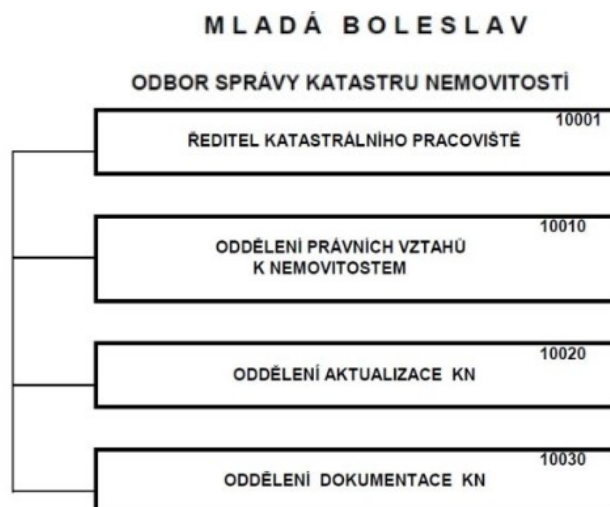 MLADÁ BOLESLAV
ODBOR SPRÁVY KATASTRU NEMOVITOSTÍ
10001
ŘEDITEL KATASTRÁLNÍHO PRACOVIŠTĚ
10010
ODDĚLENÍ PRÁVNÍCH VZTAHŮ
K NEMOVITOSTEM
10020
ODDĚLENÍ AKTUALIZACE KN
10030
ODDĚLENÍ DOKUMENTACE KN